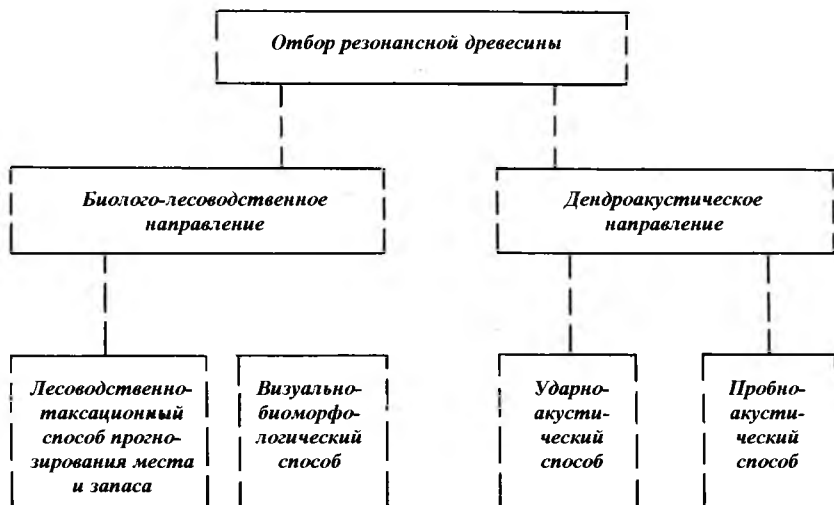 Отбор резонансной древесины
Биолого-лесоводственное
направление
Дендроакустическое
направление
Лесоводственно-
таксационный
способ прогно-
зирования места
и запаса
Визуально-
биоморфо-
логический
способ
Ударно-
акусти-
ческий
способ
Пробно-
акусти-
ческий
способ